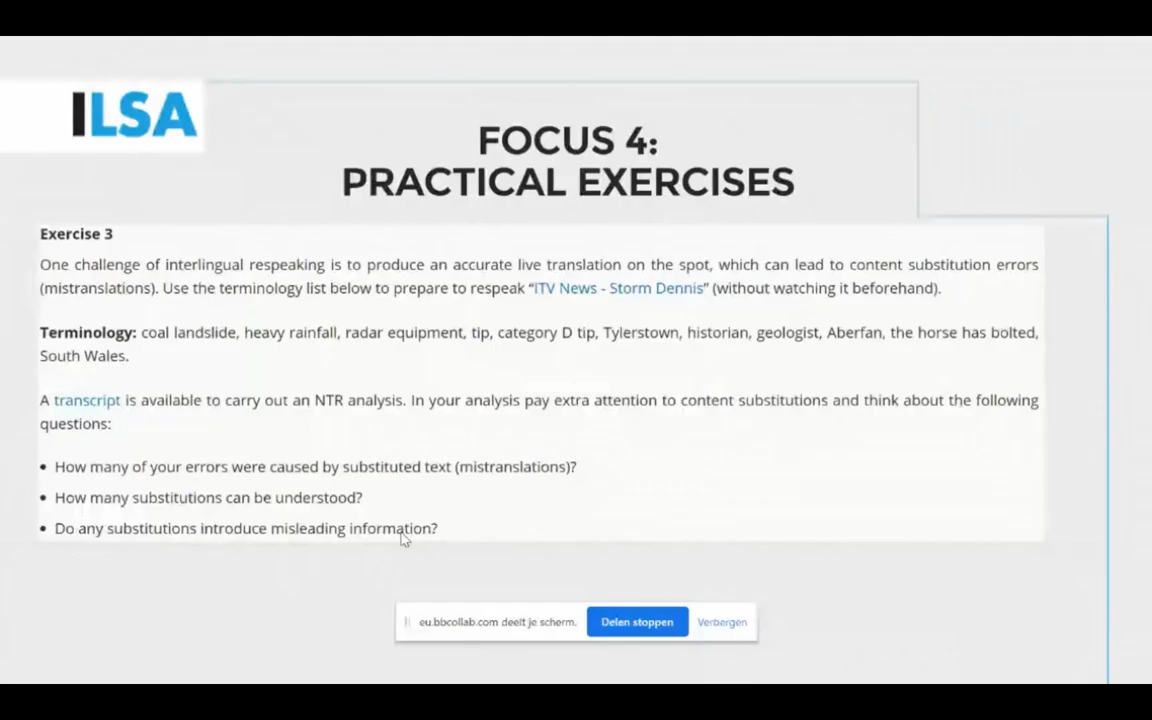 ILSA
FOCUS 4:
PRACTICAL EXERCISES
Exercise 3
One challenge of interlingual respeaking is to produce an accurate live translation on the spot, which can lead to content substitution errors
(mistranslations). Use the terminology list below to prepare to respeak “ITV News - Storm Dennis” (without watching it beforehand).
Terminology: coal landslide, heavy rainfall, radar equipment, tip, category D tip, Tylerstown, historian, geologist, Aberfan, the horse has bolted,
South Wales.
A transcript is available to carry out an NTR analysis. In your analysis pay extra attention to content substitutions and think about the following
questions:
• How many of your errors were caused by substituted text (mistranslations)?
• How many substitutions can be understood?
• Do any substitutions introduce misleading information?
eu.bbcollab.com deelt je scherm. Delen stoppen Verbergen